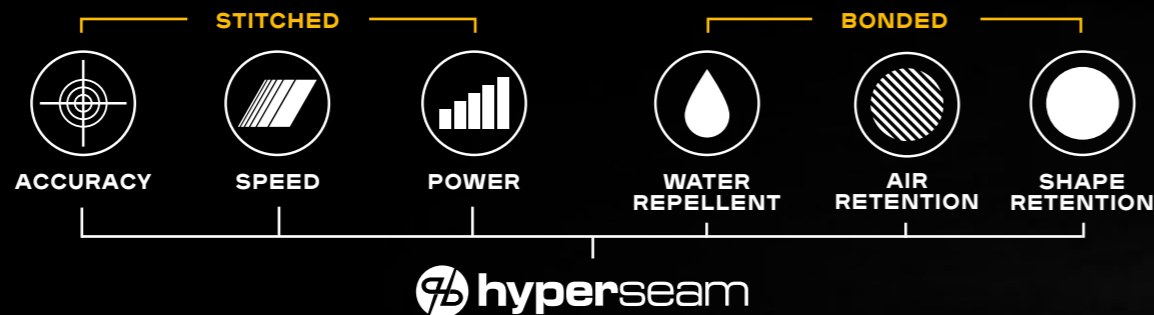 STITCHED
BONDED
ACCURACY
SPEED
POWER
WATER
REPELLENT
AIR
RETENTION
SHAPE
RETENTION
hyperseam